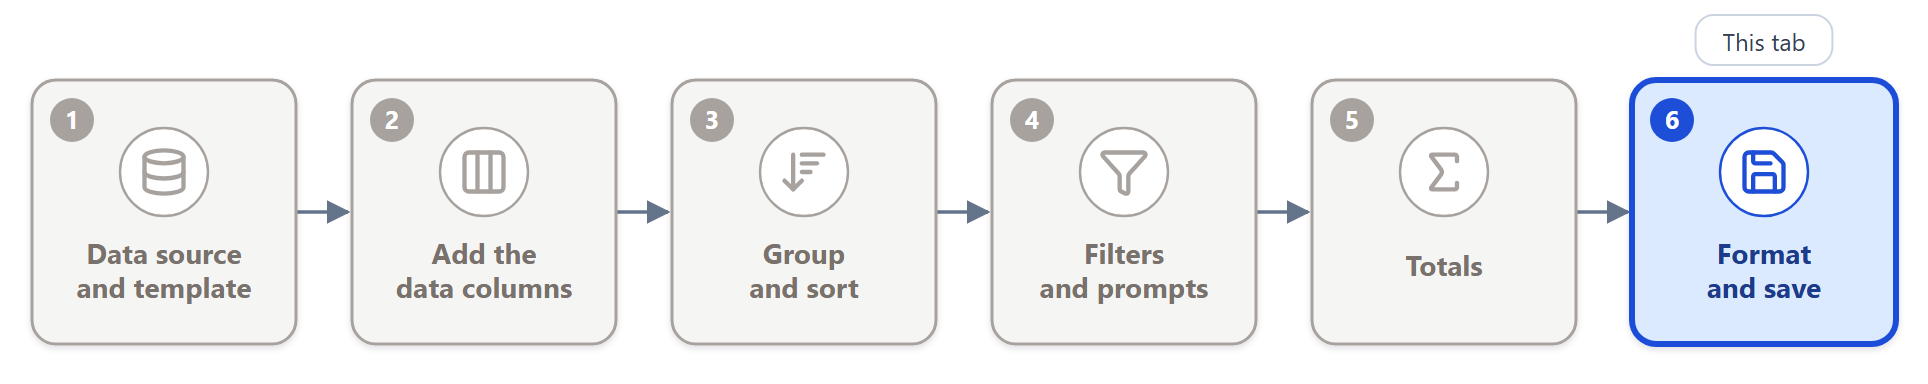 This tab
1
Data source
and template
2
Add the
data columns
3
Group
and sort
4
Filters
and prompts
5
Totals
6
Format
and save